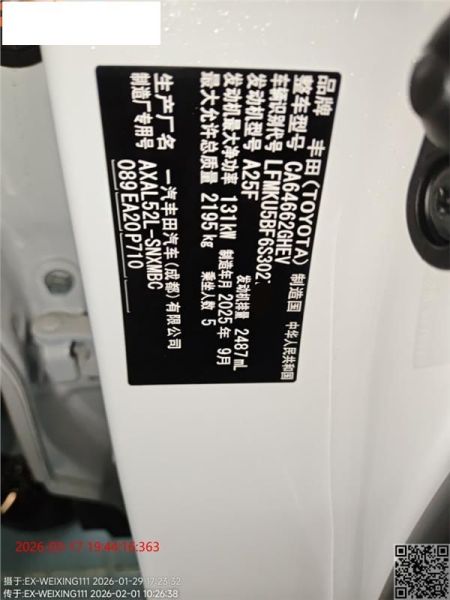 品牌 丰田(TOYOTA) 制造国 中华人民共和国
整车型号 CA64662GHEV
车辆识别代号 LFMKU5BF6S302
发动机型号 A25F 发动机排量 2487mL
发动机最大净功率 131kW 制造年月 2025年9月
最大允许总质量 2195kg 乘坐人数 5
生产厂名 一汽丰田汽车(成都)有限公司
制造厂专用号 AXAL52L-SNXMBC
089EA20P710
2026-03-17 19:44:16:363
摄于:EX-WEIXING111 2026-01-29 17:23:32
传于:EX-WEIXING111 2026-02-01 10:26:38